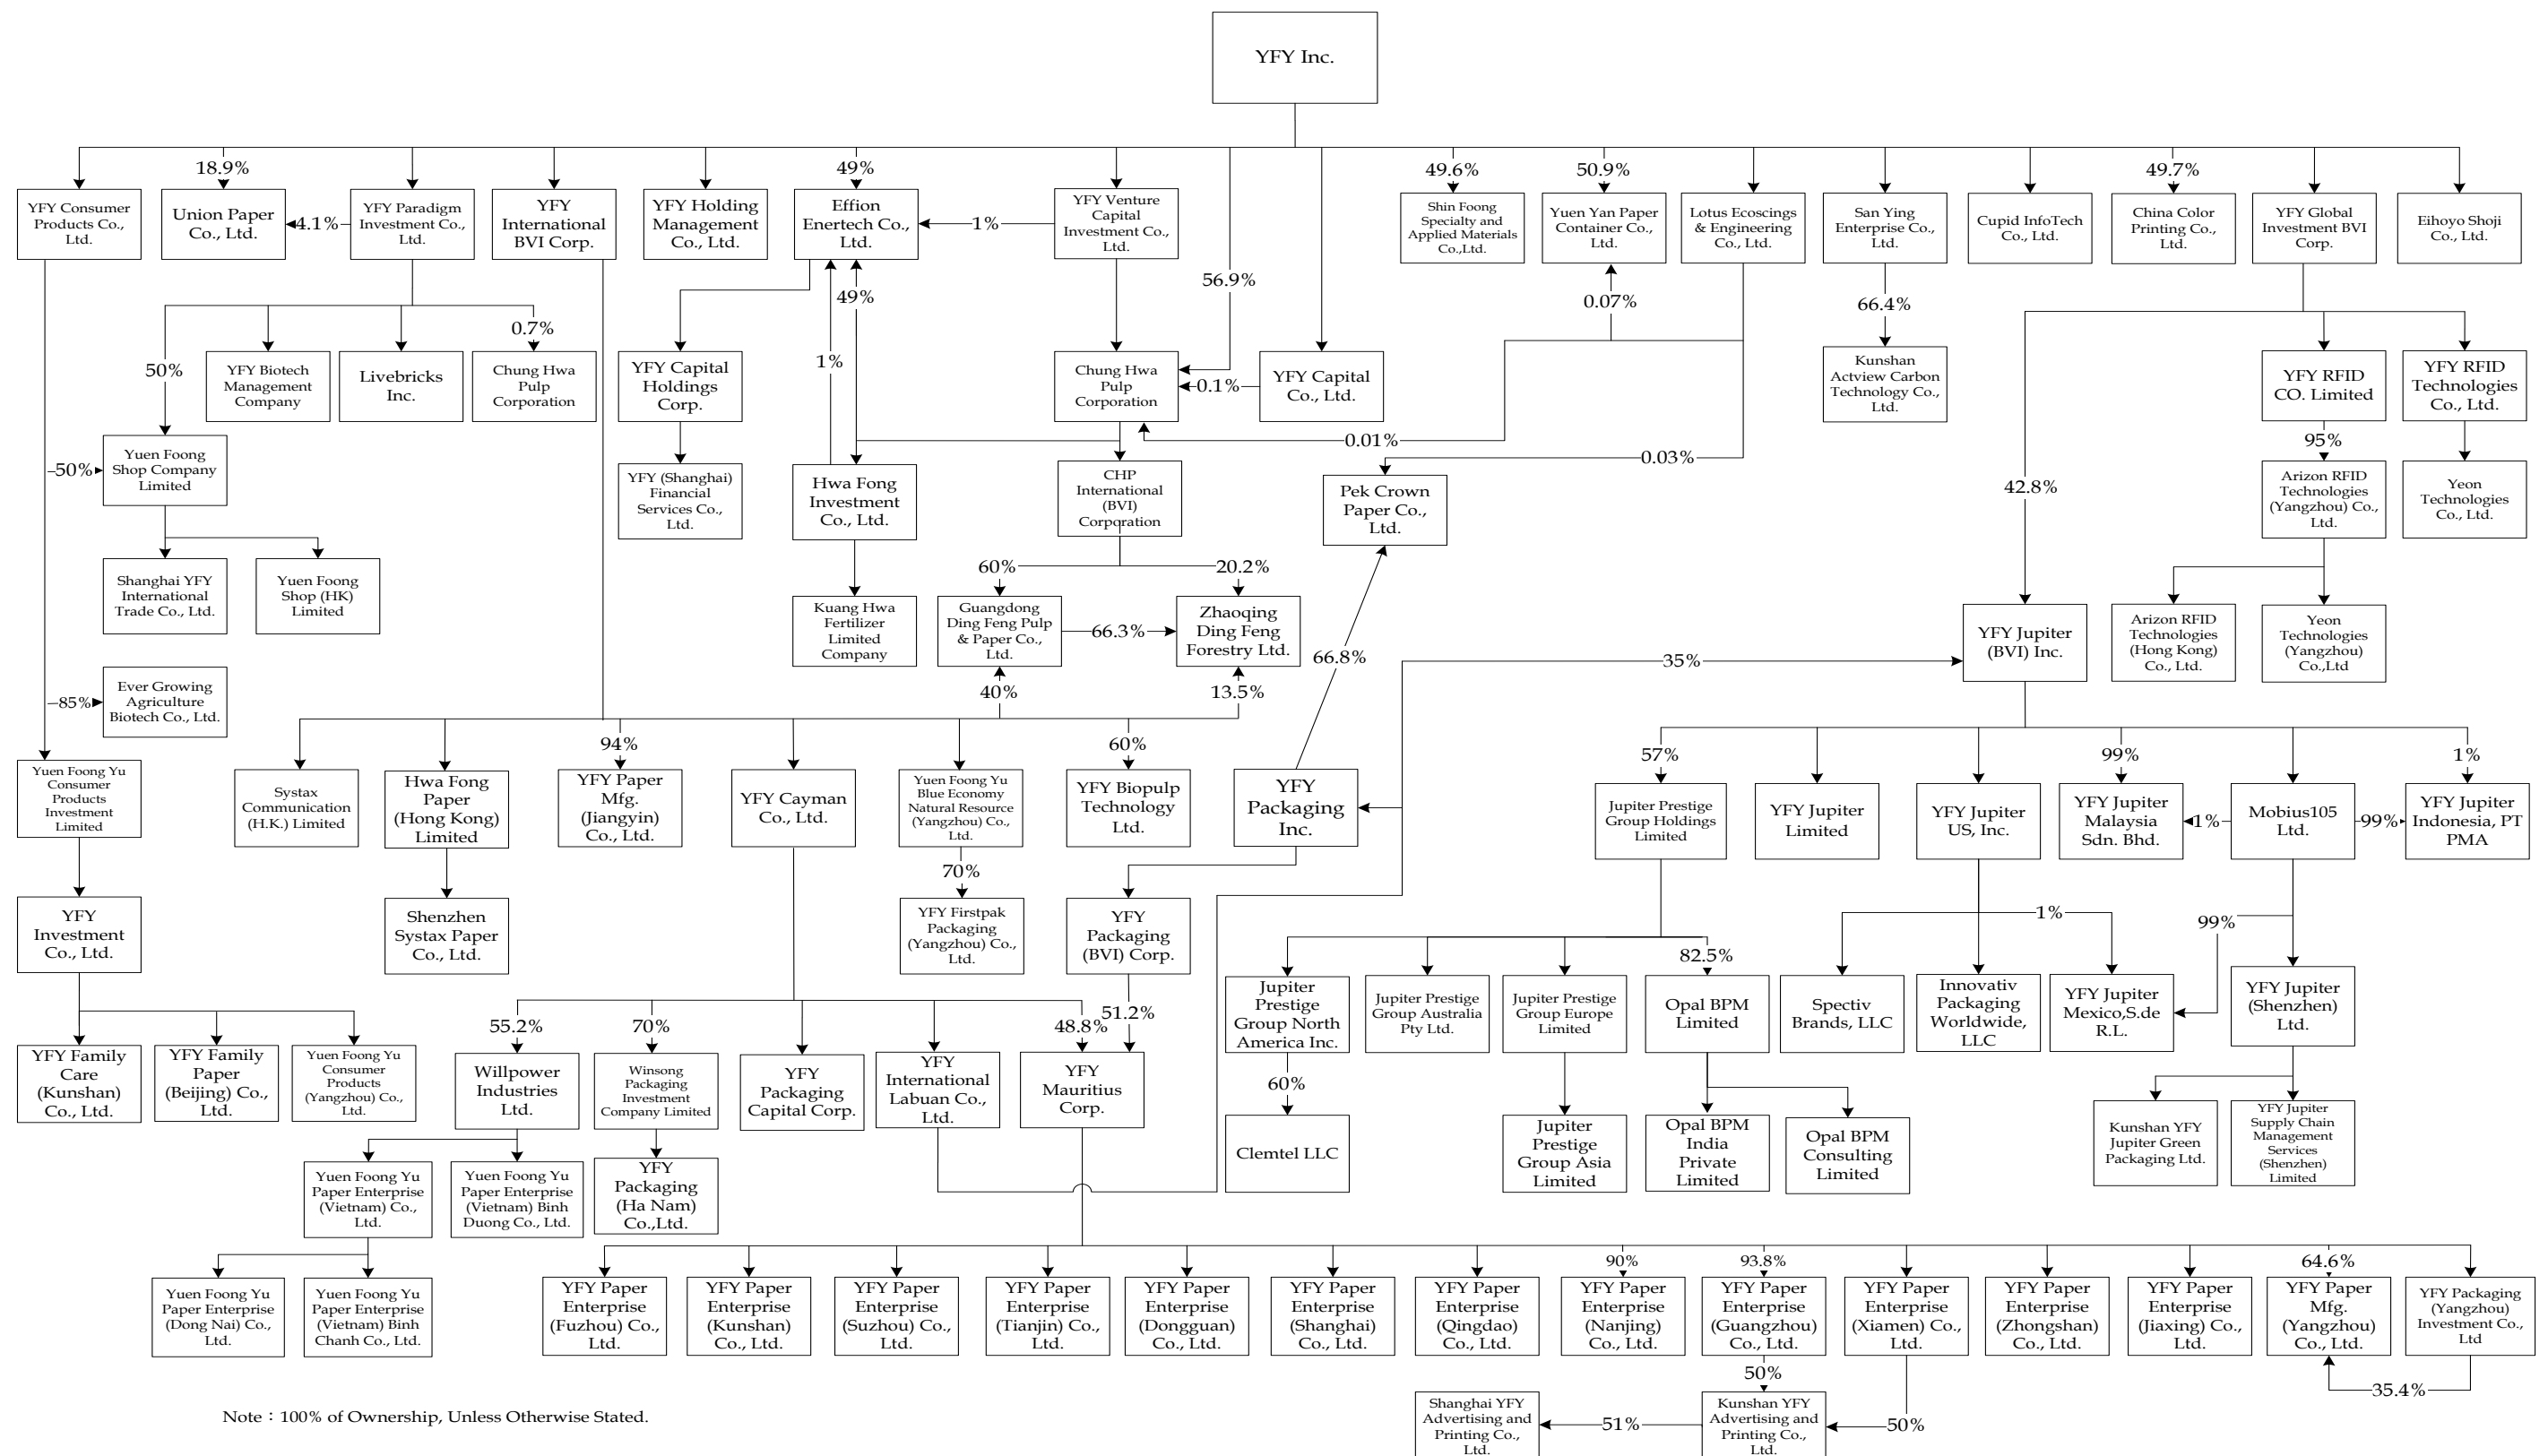 YFY Inc.
18.9%
49%
49.6%
50.9%
49.7%
YFY Consumer
Products Co.,
Ltd.
Union Paper
Co., Ltd.
4.1%
YFY Paradigm
Investment Co.,
Ltd.
YFY
International
BVI Corp.
YFY Holding
Management
Co., Ltd.
Effion
Enertech Co.,
Ltd.
1%
YFY Venture
Capital
Investment Co.,
Ltd.
Shin Foong
Specialty and
Applied Materials
Co.,Ltd.
Yuen Yan Paper
Container Co.,
Ltd.
Lotus Ecoscings
& Engineering
Co., Ltd.
San Ying
Enterprise Co.,
Ltd.
Cupid InfoTech
Co., Ltd.
China Color
Printing Co.,
Ltd.
YFY Global
Investment BVI
Corp.
Eihoyo Shoji
Co., Ltd.
56.9%
49%
0.07%
66.4%
0.7%
50%
1%
YFY Biotech
Management
Company
Livebricks
Inc.
Chung Hwa
Pulp
Corporation
YFY Capital
Holdings
Corp.
Chung Hwa
Pulp
Corporation
0.1%
YFY Capital
Co., Ltd.
Kunshan
Actview Carbon
Technology Co.,
Ltd.
YFY RFID
CO. Limited
YFY RFID
Technologies
Co., Ltd.
0.01%
0.03%
95%
42.8%
50%
Yuen Foong
Shop Company
Limited
YFY (Shanghai)
Financial
Services Co.,
Ltd.
Hwa Fong
Investment
Co., Ltd.
CHP
International
(BVI)
Corporation
Pek Crown
Paper Co.,
Ltd.
Arizon RFID
Technologies
(Yangzhou) Co.,
Ltd.
Yeon
Technologies
Co., Ltd.
60%
20.2%
Shanghai YFY
International
Trade Co., Ltd.
Yuen Foong
Shop (HK)
Limited
Kuang Hwa
Fertilizer
Limited
Company
Guangdong
Ding Feng Pulp
& Paper Co.,
Ltd.
66.3%
Zhaoqing
Ding Feng
Forestry Ltd.
66.8%
35%
YFY Jupiter
(BVI) Inc.
Arizon RFID
Technologies
(Hong Kong)
Co., Ltd.
Yeon
Technologies
(Yangzhou)
Co.,Ltd
85%
Ever Growing
Agriculture
Biotech Co., Ltd.
40%
13.5%
94%
60%
57%
99%
1%
Yuen Foong Yu
Consumer
Products
Investment
Limited
Systax
Communication
(H.K.) Limited
Hwa Fong
Paper
(Hong Kong)
Limited
YFY Paper
Mfg.
(Jiangyin)
Co., Ltd.
YFY Cayman
Co., Ltd.
Yuen Foong Yu
Blue Economy
Natural Resource
(Yangzhou) Co.,
Ltd.
YFY Biopulp
Technology
Ltd.
YFY
Packaging
Inc.
Jupiter Prestige
Group Holdings
Limited
YFY Jupiter
Limited
YFY Jupiter
US, Inc.
YFY Jupiter
Malaysia
Sdn. Bhd.
1%
Mobius105
Ltd.
99%
YFY Jupiter
Indonesia, PT
PMA
70%
YFY
Investment
Co., Ltd.
Shenzhen
Systax Paper
Co., Ltd.
YFY Firstpak
Packaging
(Yangzhou) Co.,
Ltd.
YFY
Packaging
(BVI) Corp.
1%
99%
82.5%
Jupiter
Prestige
Group North
America Inc.
Jupiter Prestige
Group Australia
Pty Ltd.
Jupiter Prestige
Group Europe
Limited
Opal BPM
Limited
Spectiv
Brands, LLC
Innovativ
Packaging
Worldwide,
LLC
YFY Jupiter
Mexico,S.de
R.L.
YFY Jupiter
(Shenzhen)
Ltd.
55.2%
70%
48.8%
51.2%
YFY Family
Care
(Kunshan)
Co., Ltd.
YFY Family
Paper
(Beijing) Co.,
Ltd.
Yuen Foong Yu
Consumer
Products
(Yangzhou) Co.,
Ltd.
Willpower
Industries
Ltd.
Winsong
Packaging
Investment
Company Limited
YFY
Packaging
Capital Corp.
YFY
International
Labuan Co.,
Ltd.
YFY
Mauritius
Corp.
60%
Clemtel LLC
Jupiter
Prestige
Group Asia
Limited
Opal BPM
India
Private
Limited
Opal BPM
Consulting
Limited
Kunshan YFY
Jupiter Green
Packaging Ltd.
YFY Jupiter
Supply Chain
Management
Services
(Shenzhen)
Limited
Yuen Foong Yu
Paper Enterprise
(Vietnam) Co.,
Ltd.
Yuen Foong Yu
Paper Enterprise
(Vietnam) Binh
Duong Co., Ltd.
YFY
Packaging
(Ha Nam)
Co.,Ltd.
90%
93.8%
64.6%
Yuen Foong Yu
Paper Enterprise
(Dong Nai) Co.,
Ltd.
Yuen Foong Yu
Paper Enterprise
(Vietnam) Binh
Chanh Co., Ltd.
YFY Paper
Enterprise
(Fuzhou) Co.,
Ltd.
YFY Paper
Enterprise
(Kunshan)
Co., Ltd.
YFY Paper
Enterprise
(Suzhou) Co.,
Ltd.
YFY Paper
Enterprise
(Tianjin) Co.,
Ltd.
YFY Paper
Enterprise
(Dongguan)
Co., Ltd.
YFY Paper
Enterprise
(Shanghai)
Co., Ltd.
YFY Paper
Enterprise
(Qingdao)
Co., Ltd.
YFY Paper
Enterprise
(Nanjing)
Co., Ltd.
YFY Paper
Enterprise
(Guangzhou)
Co., Ltd.
YFY Paper
Enterprise
(Xiamen) Co.,
Ltd.
YFY Paper
Enterprise
(Zhongshan)
Co., Ltd.
YFY Paper
Enterprise
(Jiaxing) Co.,
Ltd.
YFY Paper
Mfg.
(Yangzhou)
Co., Ltd.
YFY Packaging
(Yangzhou)
Investment Co.,
Ltd
50%
35.4%
Shanghai YFY
Advertising and
Printing Co.,
Ltd.
51%
Kunshan YFY
Advertising and
Printing Co.,
Ltd.
50%
Note：100% of Ownership, Unless Otherwise Stated.